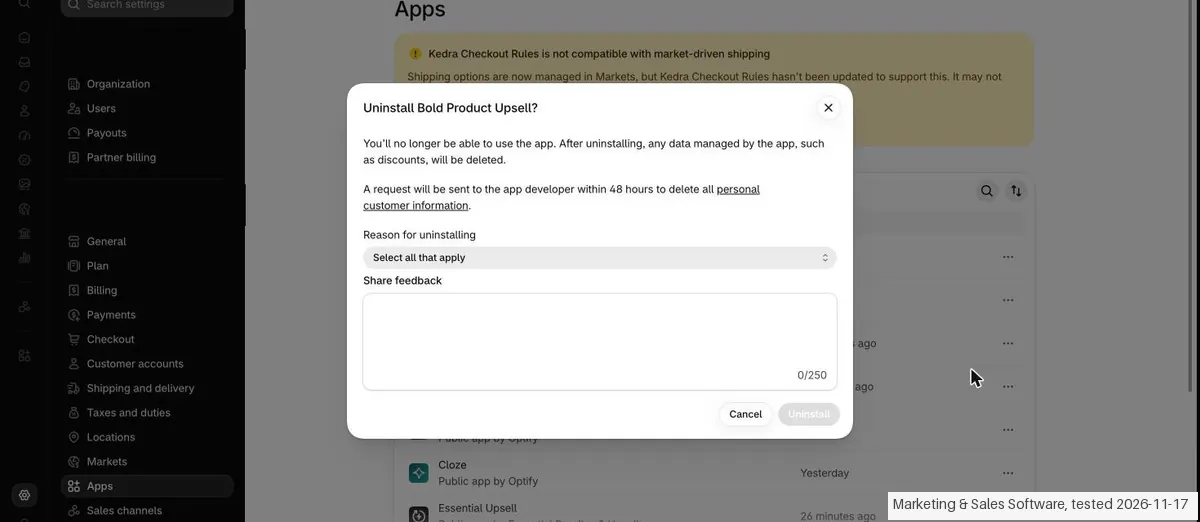 Search settings
Organization
Users
Payouts
Partner billing
General
Plan
Billing
Payments
Checkout
Customer accounts
Shipping and delivery
Taxes and duties
Locations
Markets
Apps
Sales channels
Apps
Kedra Checkout Rules is not compatible with market-driven shipping
Shipping options are now managed in Markets, but Kedra Checkout Rules hasn't been updated to support this. It may not
Uninstall Bold Product Upsell?
You'll no longer be able to use the app. After uninstalling, any data managed by the app, such
as discounts, will be deleted.
A request will be sent to the app developer within 48 hours to delete all personal
customer information.
Reason for uninstalling
Select all that apply
Share feedback
0/250
Cancel
Uninstall
ago
ago
Public app by Optify
Cloze
Public app by Optify
Yesterday
Essential Upsell
26 minutes ago
Marketing & Sales Software, tested 2026-11-17